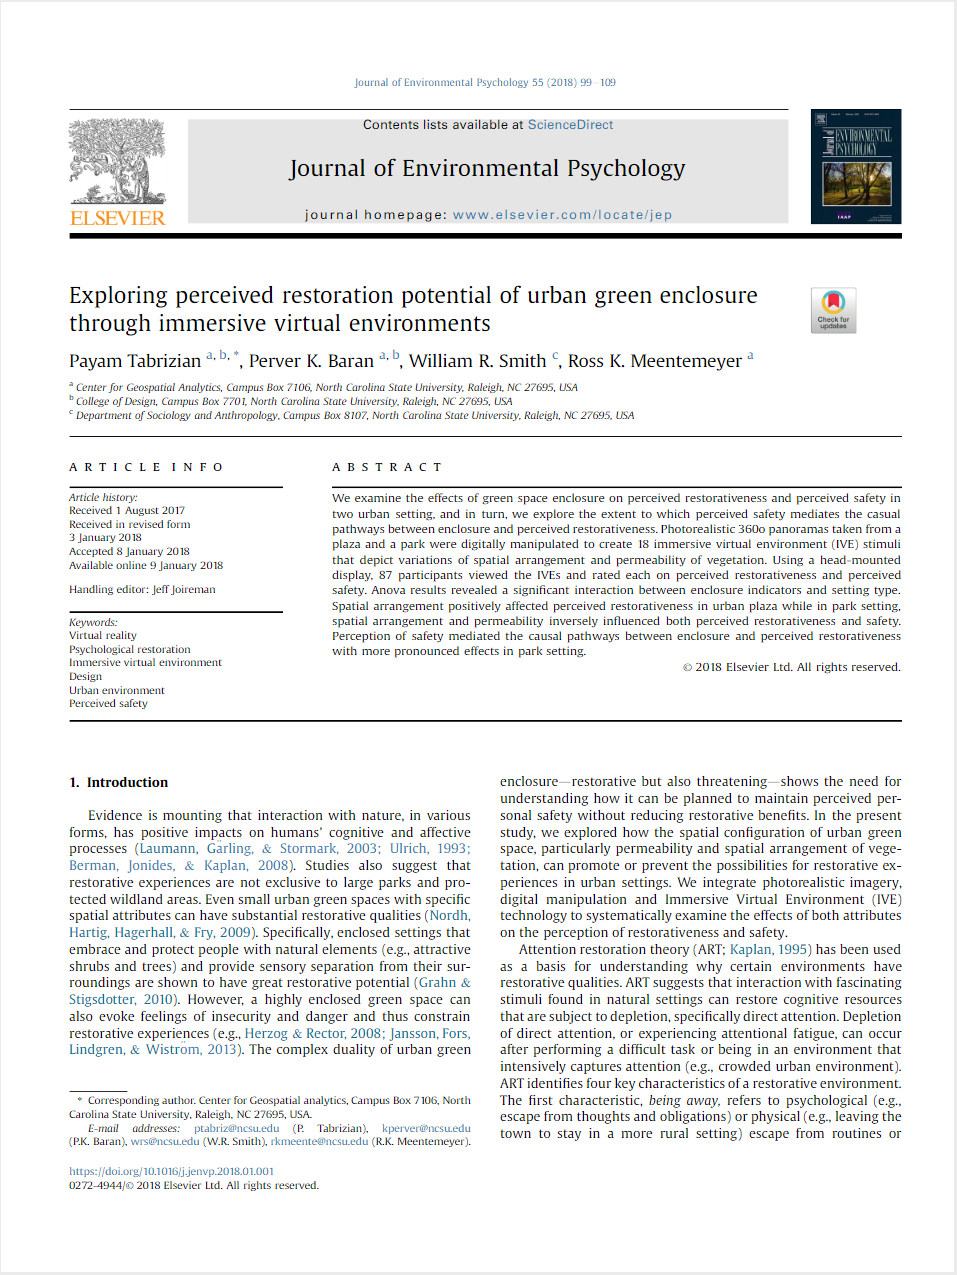 Journal of Environmental Psychology 55 (2018) 99–109
Contents lists available at ScienceDirect
Journal of Environmental Psychology
journal homepage: www.elsevier.com/locate/jep
ELSEVIER
ENVIRONMENTAL
PSYCHOLOGY
IAAP
Exploring perceived restoration potential of urban green enclosure
through immersive virtual environments
Check for
updates
Payam Tabrizian a, b, *, Perver K. Baran a, b, William R. Smith c, Ross K. Meentemeyer a
a Center for Geospatial Analytics, Campus Box 7106, North Carolina State University, Raleigh, NC 27695, USA
b College of Design, Campus Box 7701, North Carolina State University, Raleigh, NC 27695, USA
c Department of Sociology and Anthropology, Campus Box 8107, North Carolina State University, Raleigh, NC 27695, USA
ARTICLE INFO
Article history:
Received 1 August 2017
Received in revised form
3 January 2018
Accepted 8 January 2018
Available online 9 January 2018
Handling editor: Jeff Joireman
Keywords:
Virtual reality
Psychological restoration
Immersive virtual environment
Design
Urban environment
Perceived safety
ABSTRACT
We examine the effects of green space enclosure on perceived restorativeness and perceived safety in
two urban setting, and in turn, we explore the extent to which perceived safety mediates the casual
pathways between enclosure and perceived restorativeness. Photorealistic 360o panoramas taken from a
plaza and a park were digitally manipulated to create 18 immersive virtual environment (IVE) stimuli
that depict variations of spatial arrangement and permeability of vegetation. Using a head-mounted
display, 87 participants viewed the IVEs and rated each on perceived restorativeness and perceived
safety. Anova results revealed a significant interaction between enclosure indicators and setting type.
Spatial arrangement positively affected perceived restorativeness in urban plaza while in park setting,
spatial arrangement and permeability inversely influenced both perceived restorativeness and safety.
Perception of safety mediated the causal pathways between enclosure and perceived restorativeness
with more pronounced effects in park setting.
© 2018 Elsevier Ltd. All rights reserved.
1. Introduction
Evidence is mounting that interaction with nature, in various
forms, has positive impacts on humans' cognitive and affective
processes (Laumann, Gärling, & Stormark, 2003; Ulrich, 1993;
Berman, Jonides, & Kaplan, 2008). Studies also suggest that
restorative experiences are not exclusive to large parks and pro-
tected wildland areas. Even small urban green spaces with specific
spatial attributes can have substantial restorative qualities (Nordh,
Hartig, Hagerhall, & Fry, 2009). Specifically, enclosed settings that
embrace and protect people with natural elements (e.g., attractive
shrubs and trees) and provide sensory separation from their sur-
roundings are shown to have great restorative potential (Grahn &
Stigsdotter, 2010). However, a highly enclosed green space can
also evoke feelings of insecurity and danger and thus constrain
restorative experiences (e.g., Herzog & Rector, 2008; Jansson, Fors,
Lindgren, & Wiström, 2013). The complex duality of urban green
* Corresponding author. Center for Geospatial analytics, Campus Box 7106, North
Carolina State University, Raleigh, NC 27695, USA.
E-mail addresses: ptabriz@ncsu.edu (P. Tabrizian), kperver@ncsu.edu
(P.K. Baran), wrs@ncsu.edu (W.R. Smith), rkmeente@ncsu.edu (R.K. Meentemeyer).
https://doi.org/10.1016/j.jenvp.2018.01.001
0272-4944/© 2018 Elsevier Ltd. All rights reserved.
enclosure—restorative but also threatening—shows the need for
understanding how it can be planned to maintain perceived per-
sonal safety without reducing restorative benefits. In the present
study, we explored how the spatial configuration of urban green
space, particularly permeability and spatial arrangement of vege-
tation, can promote or prevent the possibilities for restorative ex-
periences in urban settings. We integrate photorealistic imagery,
digital manipulation and Immersive Virtual Environment (IVE)
technology to systematically examine the effects of both attributes
on the perception of restorativeness and safety.
Attention restoration theory (ART; Kaplan, 1995) has been used
as a basis for understanding why certain environments have
restorative qualities. ART suggests that interaction with fascinating
stimuli found in natural settings can restore cognitive resources
that are subject to depletion, specifically direct attention. Depletion
of direct attention, or experiencing attentional fatigue, can occur
after performing a difficult task or being in an environment that
intensively captures attention (e.g., crowded urban environment).
ART identifies four key characteristics of a restorative environment.
The first characteristic, being away, refers to psychological (e.g.,
escape from thoughts and obligations) or physical (e.g., leaving the
town to stay in a more rural setting) escape from routines or